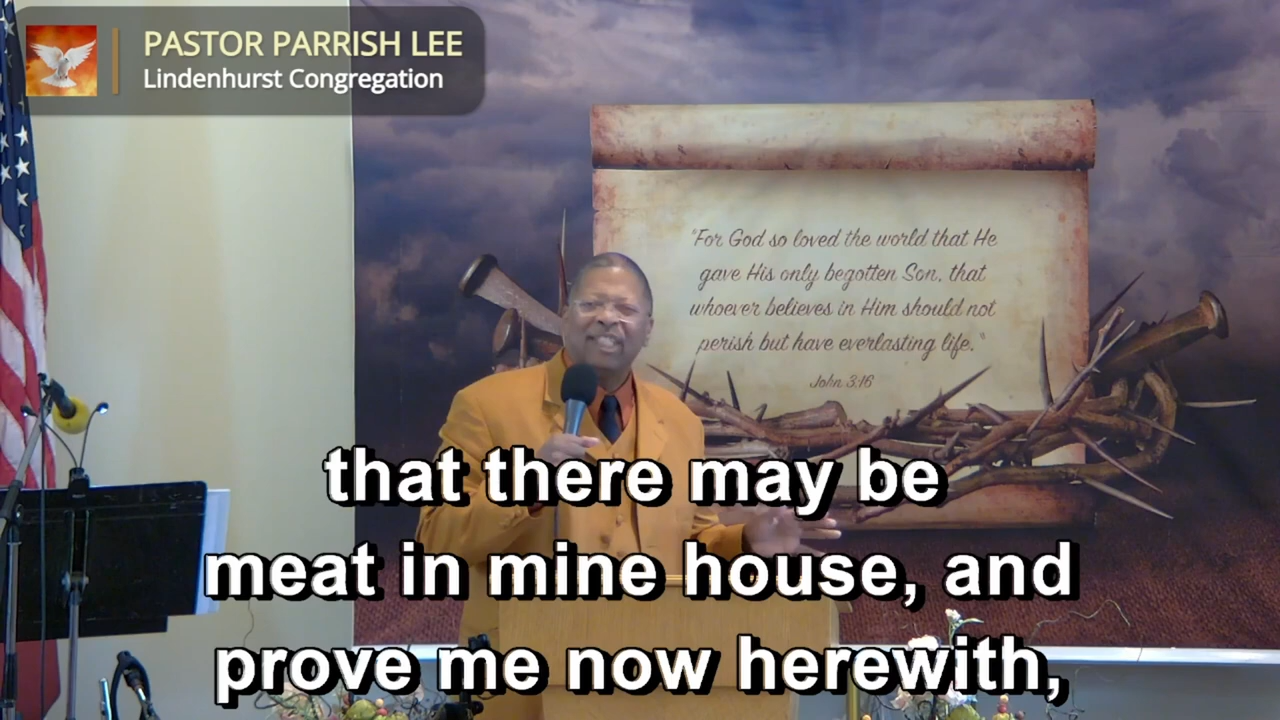 PASTOR PARRISH LEE
Lindenhurst Congregation
"For God so loved the world that He
gave His only begotten Son, that
whoever believes in Him should not
perish but have everlasting life."
John 3:16
that there may be
meat in mine house, and
prove me now herewith,